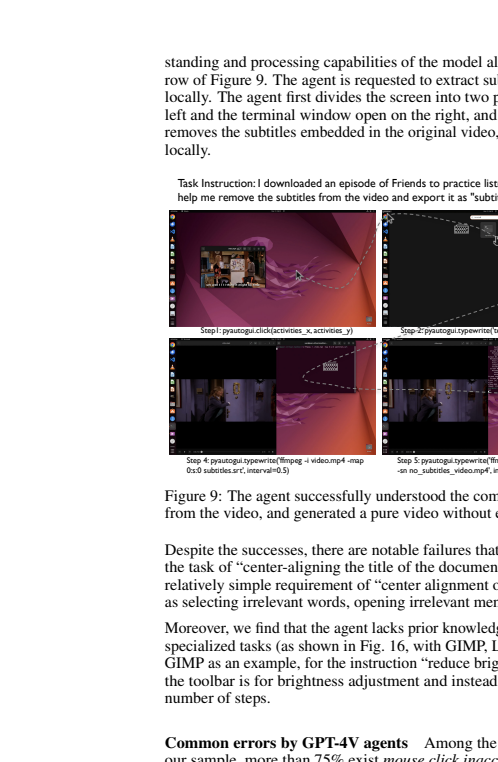 standing and processing capabilities of the model al
row of Figure 9. The agent is requested to extract su
locally. The agent first divides the screen into two p
left and the terminal window open on the right, and
removes the subtitles embedded in the original video,
locally.
Task Instruction: I downloaded an episode of Friends to practice liste
help me remove the subtitles from the video and export it as "subtit
Step1: pyautogui.click(activities_x, activities_y)
Step 2: pyautogui.typewrite('t
Step 4: pyautogui.typewrite('ffmpeg -i video.mp4 -map
0:s:0 subtitles.srt', interval=0.5)
Step 5: pyautogui.typewrite('ffm
-sn no_subtitles_video.mp4', in
Figure 9: The agent successfully understood the com
from the video, and generated a pure video without e
Despite the successes, there are notable failures that
the task of “center-aligning the title of the documen
relatively simple requirement of “center alignment o
as selecting irrelevant words, opening irrelevant men
Moreover, we find that the agent lacks prior knowledg
specialized tasks (as shown in Fig. 16, with GIMP, L
GIMP as an example, for the instruction “reduce brig
the toolbar is for brightness adjustment and instead
number of steps.
Common errors by GPT-4V agents Among the
our sample, more than 75% exist mouse click inacc